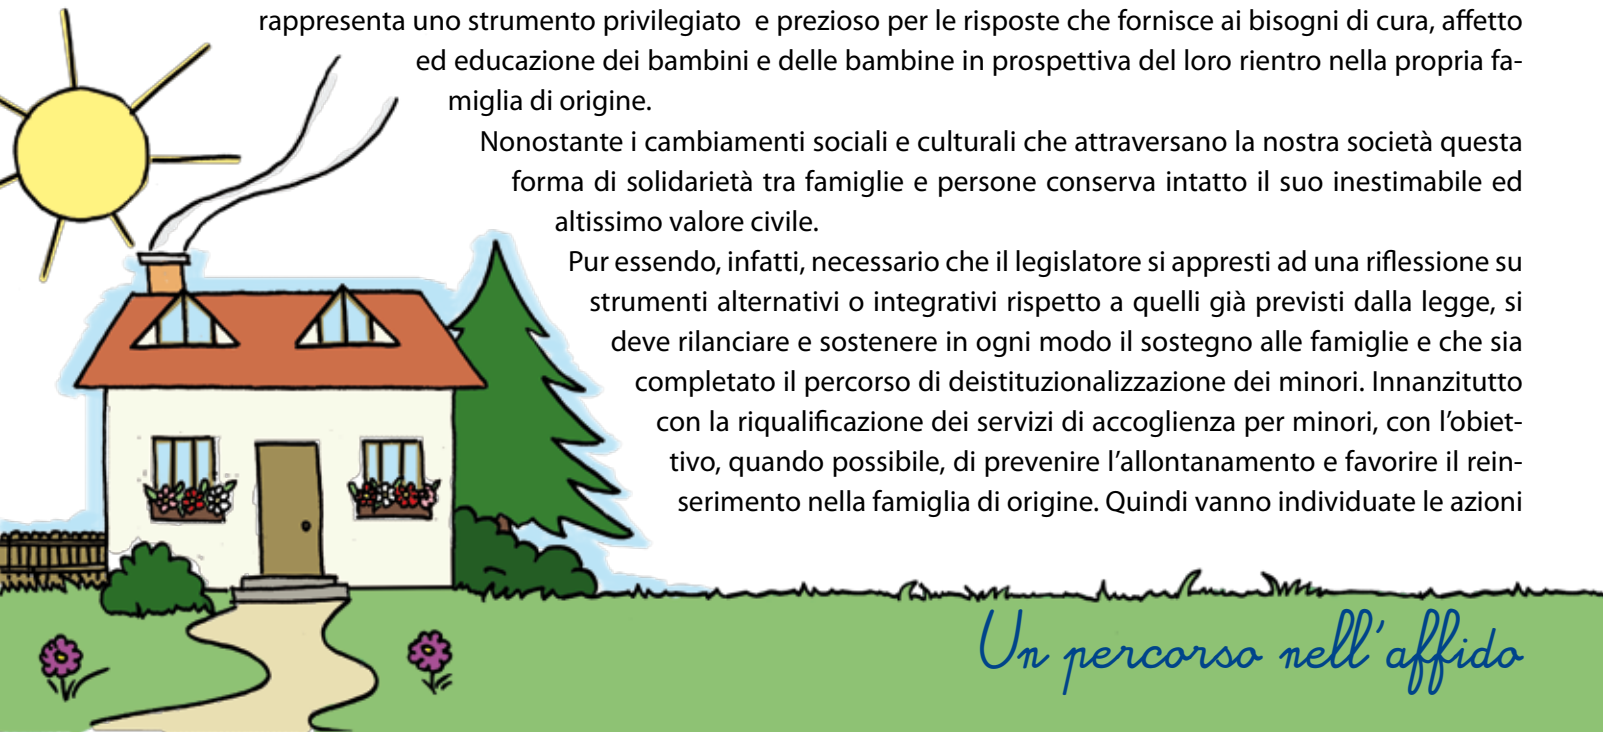 rappresenta uno strumento privilegiato  e prezioso per le risposte che fornisce ai bisogni di cura, affetto
ed educazione dei bambini e delle bambine in prospettiva del loro rientro nella propria fa-
miglia di origine.
Nonostante i cambiamenti sociali e culturali che attraversano la nostra società questa
forma di solidarietà tra famiglie e persone conserva intatto il suo inestimabile ed
altissimo valore civile.
Pur essendo, infatti, necessario che il legislatore si appresti ad una riflessione su
strumenti alternativi o integrativi rispetto a quelli già previsti dalla legge, si
deve rilanciare e sostenere in ogni modo il sostegno alle famiglie e che sia
completato il percorso di deistituzionalizzazione dei minori. Innanzitutto
con la riqualificazione dei servizi di accoglienza per minori, con l’obiet-
tivo, quando possibile, di prevenire l’allontanamento e favorire il rein-
serimento nella famiglia di origine. Quindi vanno individuate le azioni
Un percorso nell’affido